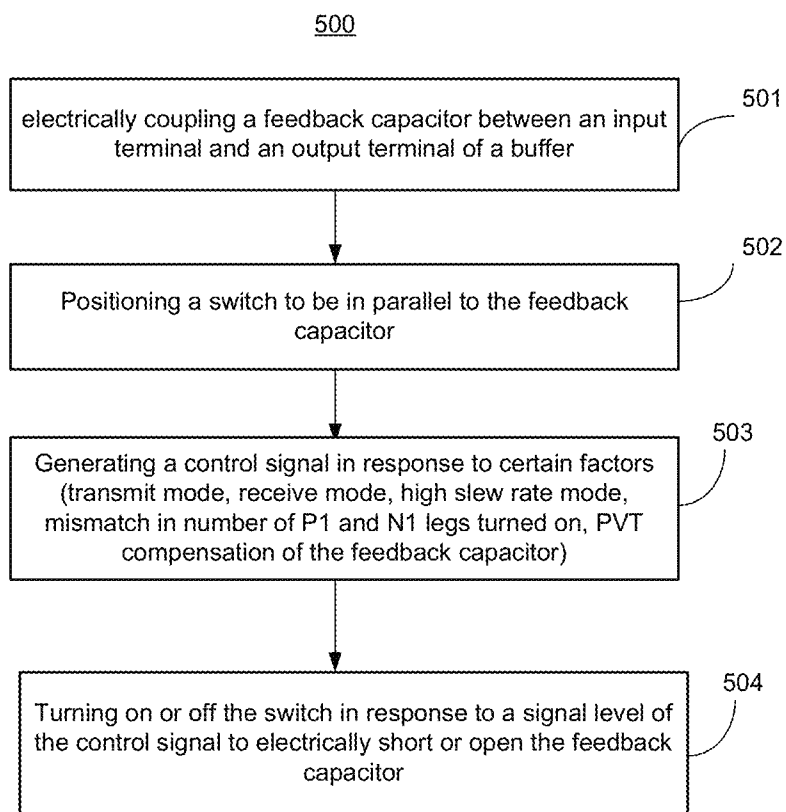 500
501
electrically coupling a feedback capacitor between an input
terminal and an output terminal of a buffer
502
Positioning a switch to be in parallel to the feedback
capacitor
503
Generating a control signal in response to certain factors
(transmit mode, receive mode, high slew rate mode,
mismatch in number of P1 and N1 legs turned on, PVT
compensation of the feedback capacitor)
504
Turning on or off the switch in response to a signal level of
the control signal to electrically short or open the feedback
capacitor